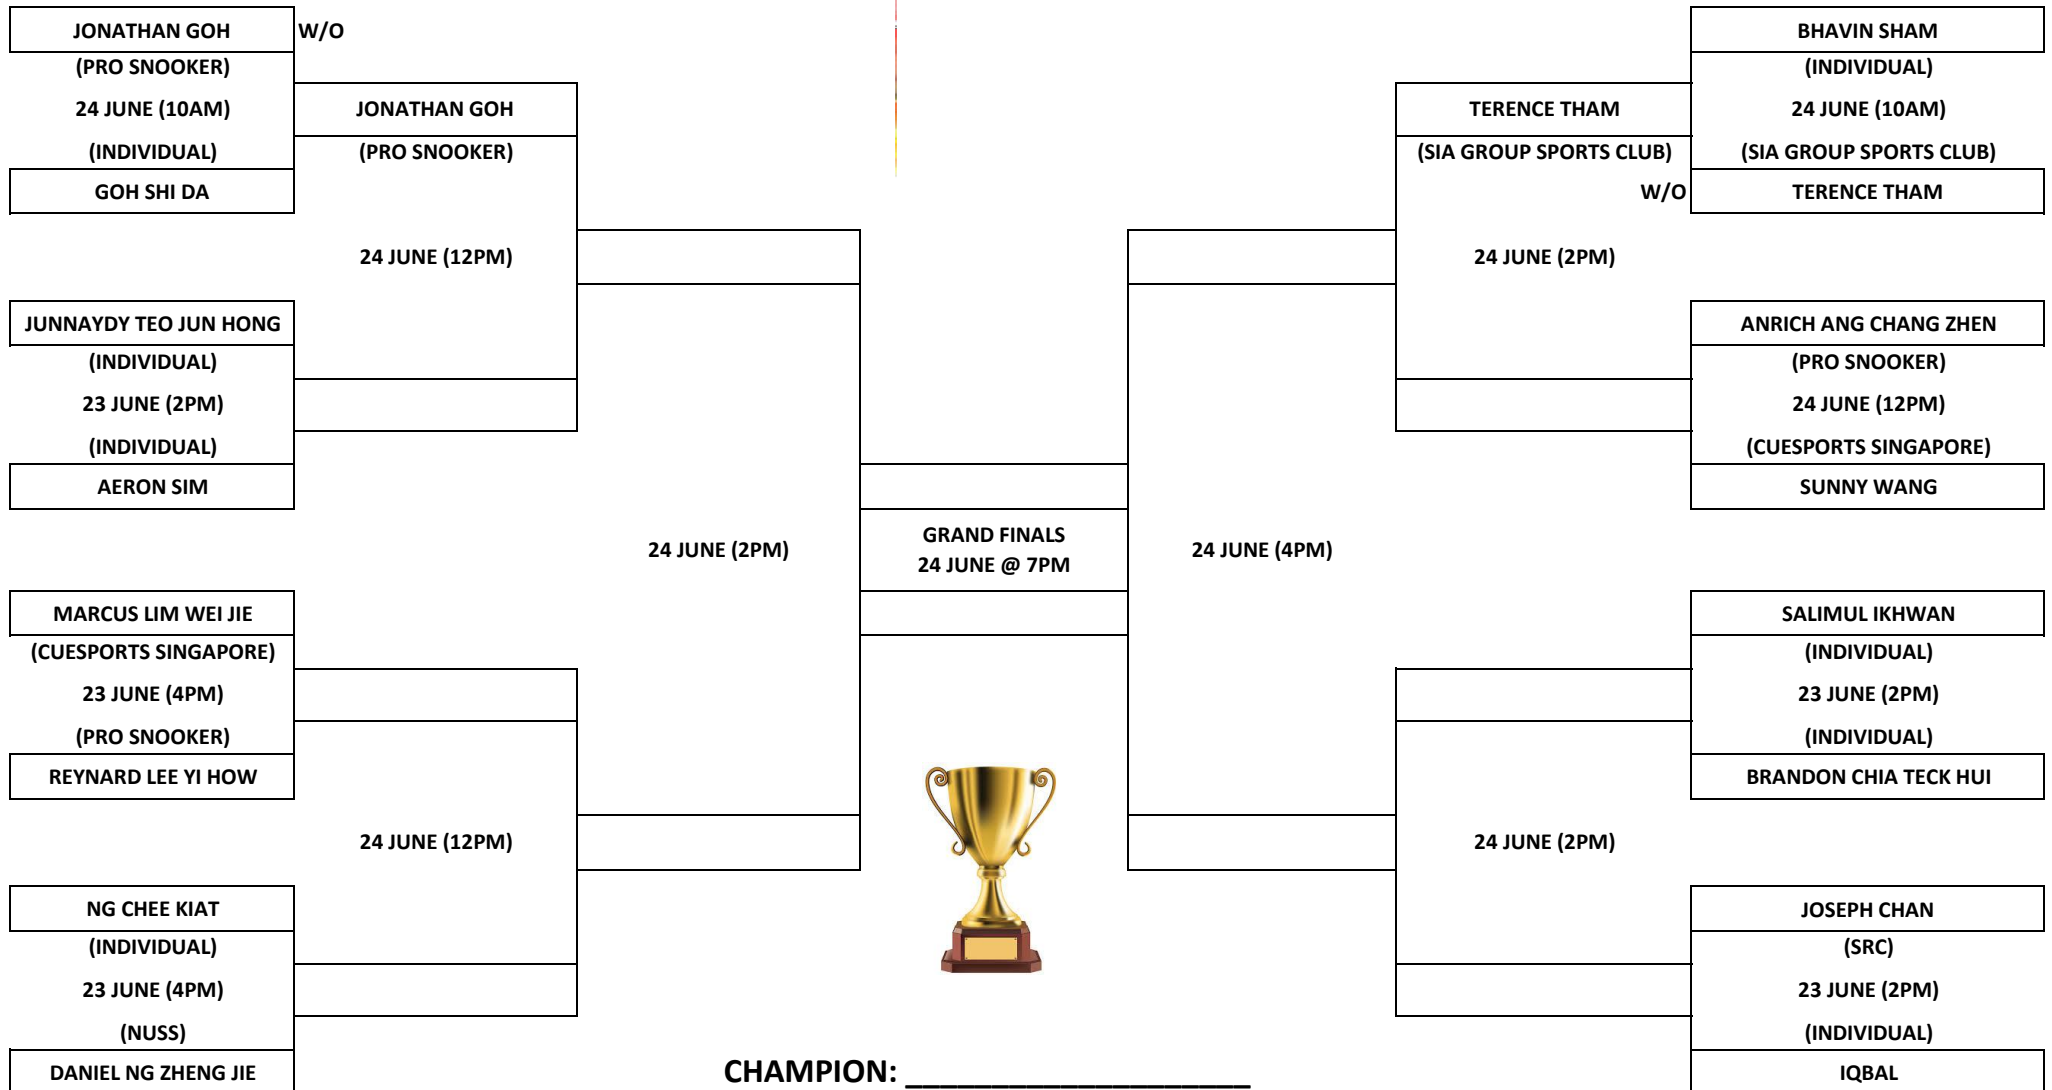 JONATHAN GOH
W/O
(PRO SNOOKER)
24 JUNE (10AM)
(INDIVIDUAL)
GOH SHI DA
JONATHAN GOH
(PRO SNOOKER)
24 JUNE (12PM)
JUNNAYDY TEO JUN HONG
(INDIVIDUAL)
23 JUNE (2PM)
(INDIVIDUAL)
AERON SIM
24 JUNE (2PM)
MARCUS LIM WEI JIE
(CUESPORTS SINGAPORE)
23 JUNE (4PM)
(PRO SNOOKER)
REYNARD LEE YI HOW
24 JUNE (12PM)
NG CHEE KIAT
(INDIVIDUAL)
23 JUNE (4PM)
(NUSS)
DANIEL NG ZHENG JIE
GRAND FINALS
24 JUNE @ 7PM
CHAMPION: ____________________
BHAVIN SHAM
(INDIVIDUAL)
24 JUNE (10AM)
(SIA GROUP SPORTS CLUB)
W/O
TERENCE THAM
TERENCE THAM
(SIA GROUP SPORTS CLUB)
24 JUNE (2PM)
ANRICH ANG CHANG ZHEN
(PRO SNOOKER)
24 JUNE (12PM)
(CUESPORTS SINGAPORE)
SUNNY WANG
24 JUNE (4PM)
SALIMUL IKHWAN
(INDIVIDUAL)
23 JUNE (2PM)
(INDIVIDUAL)
BRANDON CHIA TECK HUI
24 JUNE (2PM)
JOSEPH CHAN
(SRC)
23 JUNE (2PM)
(INDIVIDUAL)
IQBAL